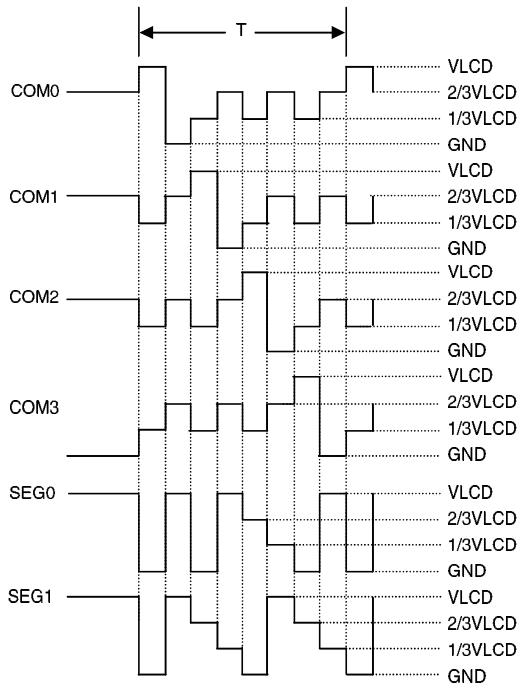 T
VLCD
COM0
2/3VLCD
1/3VLCD
GND
VLCD
COM1
2/3VLCD
1/3VLCD
GND
VLCD
COM2
2/3VLCD
1/3VLCD
GND
VLCD
COM3
2/3VLCD
1/3VLCD
GND
SEG0
VLCD
2/3VLCD
1/3VLCD
GND
SEG1
VLCD
2/3VLCD
1/3VLCD
GND